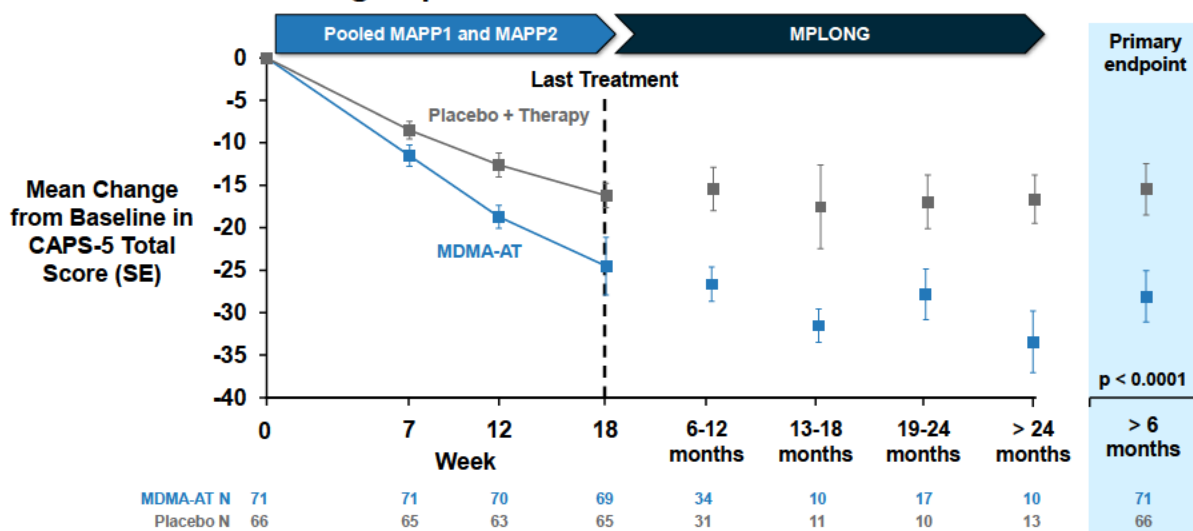 Pooled MAPP1 and MAPP2
MPLONG
Primary
endpoint
Last Treatment
Placebo + Therapy
MDMA-AT
Mean Change
from Baseline in
CAPS-5 Total
Score (SE)
0
-5
-10
-15
-20
-25
-30
-35
-40
p < 0.0001
0 7 12 18 6-12 13-18 19-24 > 24 > 6
months months months months months
Week
MDMA-AT N 71 71 70 69 34 10 17 10 71
Placebo N 66 65 63 65 31 11 10 13 66